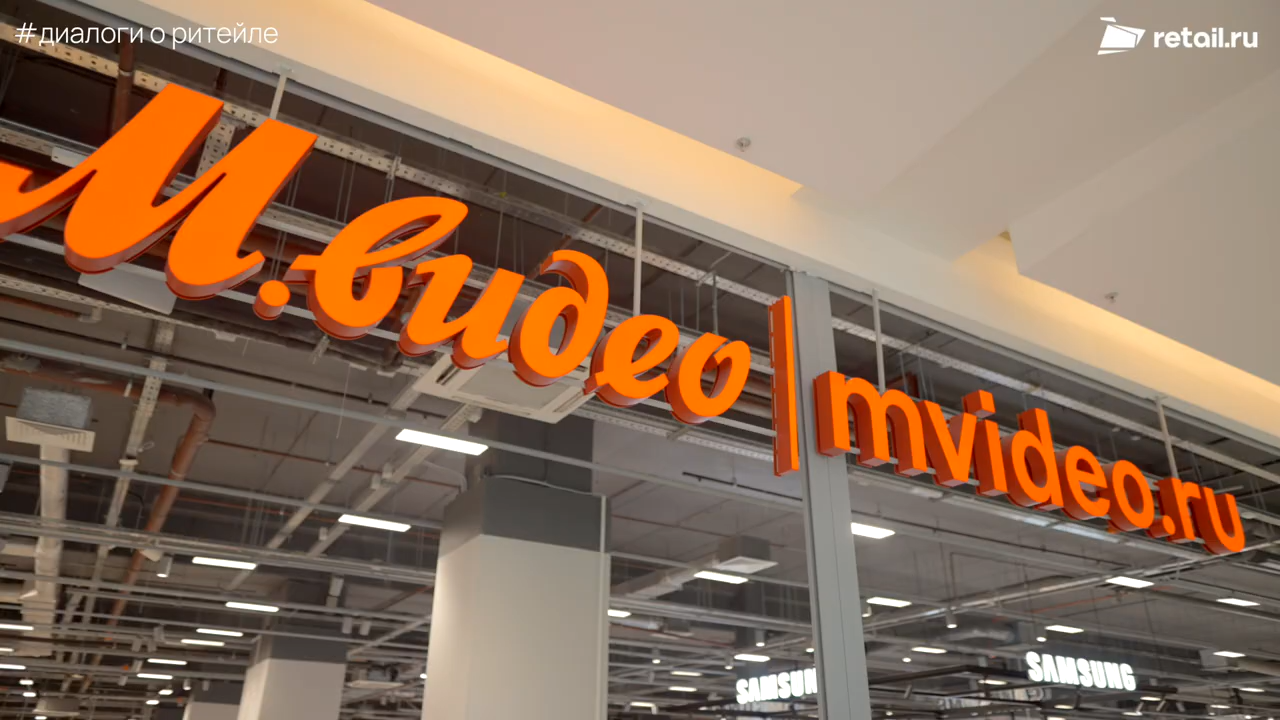 #диалоги о ритейле
retail.ru
М.видео | mvideo.ru
SAMSUNG
SAMSUNG